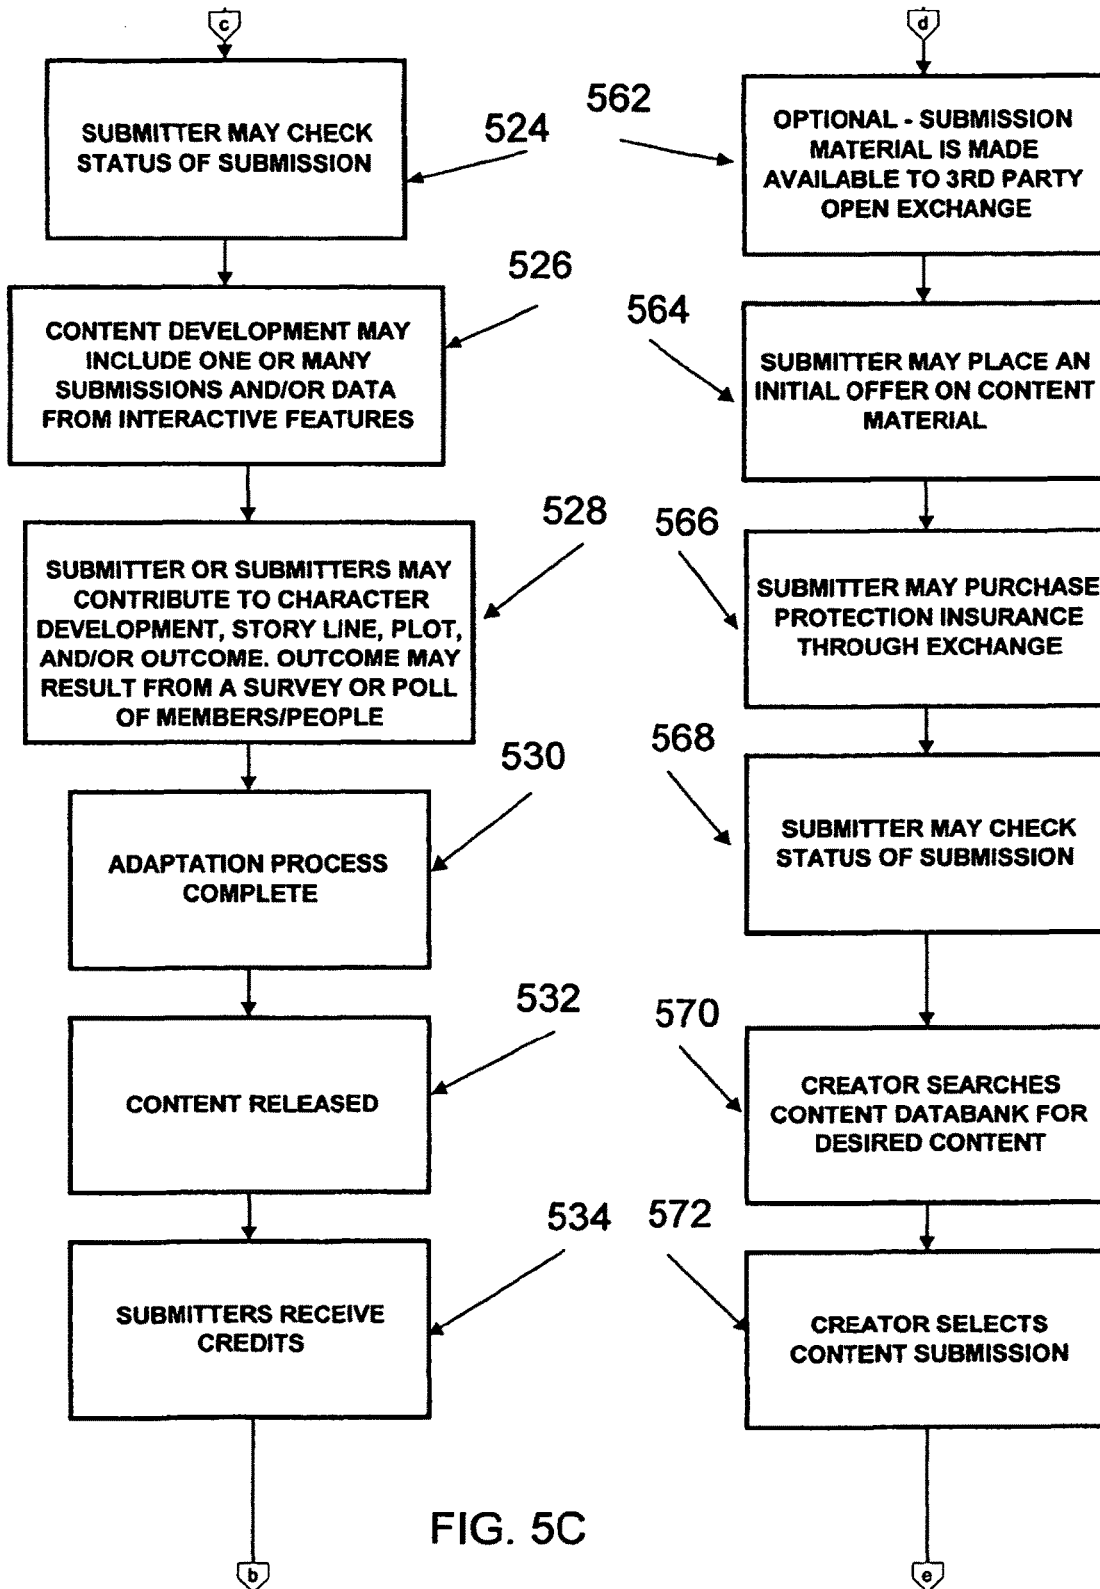 c
SUBMITTER MAY CHECK
STATUS OF SUBMISSION
524
CONTENT DEVELOPMENT MAY
INCLUDE ONE OR MANY
SUBMISSIONS AND/OR DATA
FROM INTERACTIVE FEATURES
526
SUBMITTER OR SUBMITTERS MAY
CONTRIBUTE TO CHARACTER
DEVELOPMENT, STORY LINE, PLOT,
AND/OR OUTCOME. OUTCOME MAY
RESULT FROM A SURVEY OR POLL
OF MEMBERS/PEOPLE
528
ADAPTATION PROCESS
COMPLETE
530
CONTENT RELEASED
532
SUBMITTERS RECEIVE
CREDITS
534
b
d
562
OPTIONAL - SUBMISSION
MATERIAL IS MADE
AVAILABLE TO 3RD PARTY
OPEN EXCHANGE
564
SUBMITTER MAY PLACE AN
INITIAL OFFER ON CONTENT
MATERIAL
566
SUBMITTER MAY PURCHASE
PROTECTION INSURANCE
THROUGH EXCHANGE
568
SUBMITTER MAY CHECK
STATUS OF SUBMISSION
570
CREATOR SEARCHES
CONTENT DATABANK FOR
DESIRED CONTENT
572
CREATOR SELECTS
CONTENT SUBMISSION
e
FIG. 5C